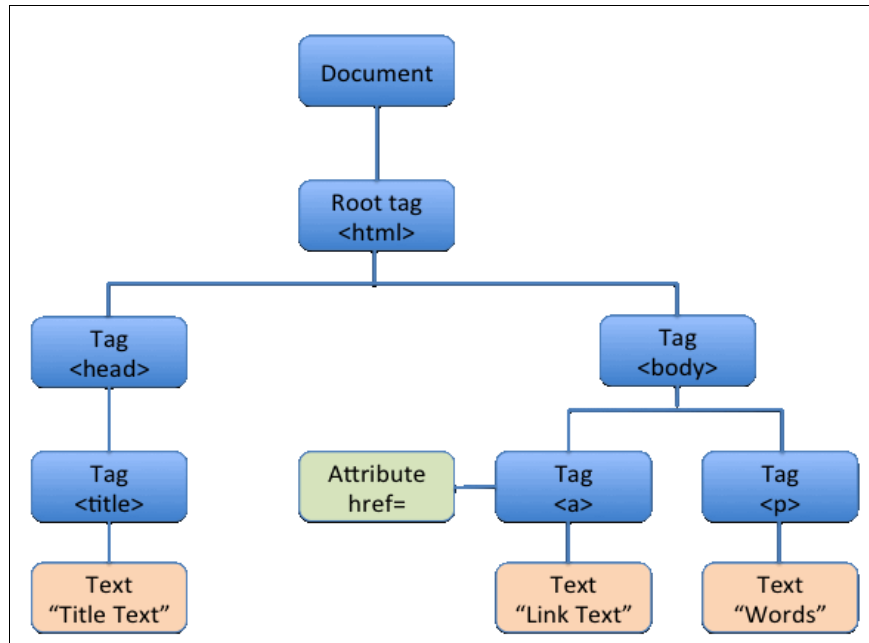 Document
Root tag
<html>
Tag
<head>
Tag
<body>
Tag
<title>
Attribute
href=
Tag
<a>
Tag
<p>
Text
“Title Text”
Text
“Link Text”
Text
“Words”